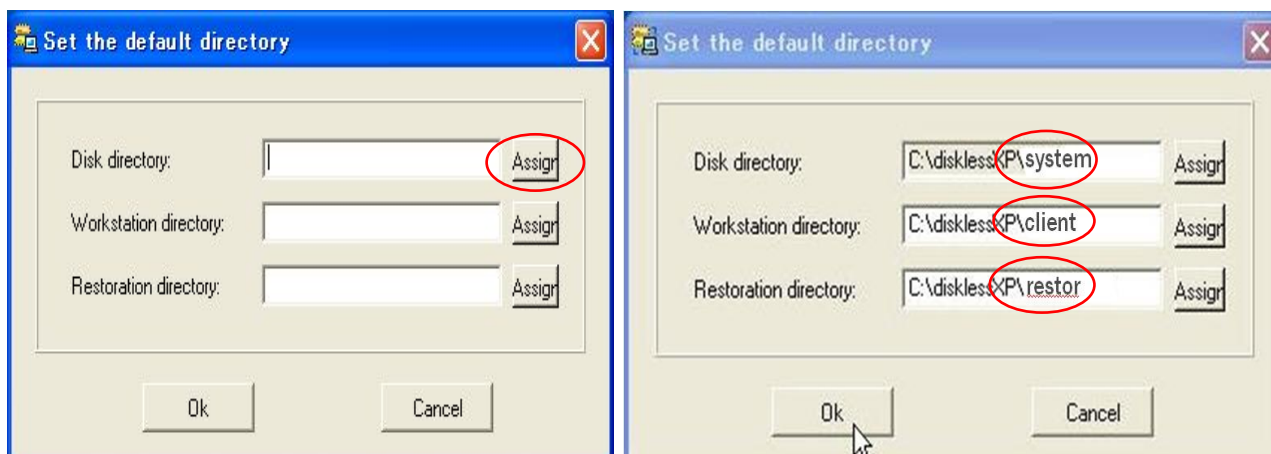 Set the default directory
Disk directory:
Assign
Workstation directory:
Assign
Restoration directory:
Assign
Ok
Cancel
Set the default directory
Disk directory:
C:\disklessXP\system
Assign
Workstation directory:
C:\disklessXP\client
Assign
Restoration directory:
C:\disklessXP\restor
Assign
Ok
Cancel